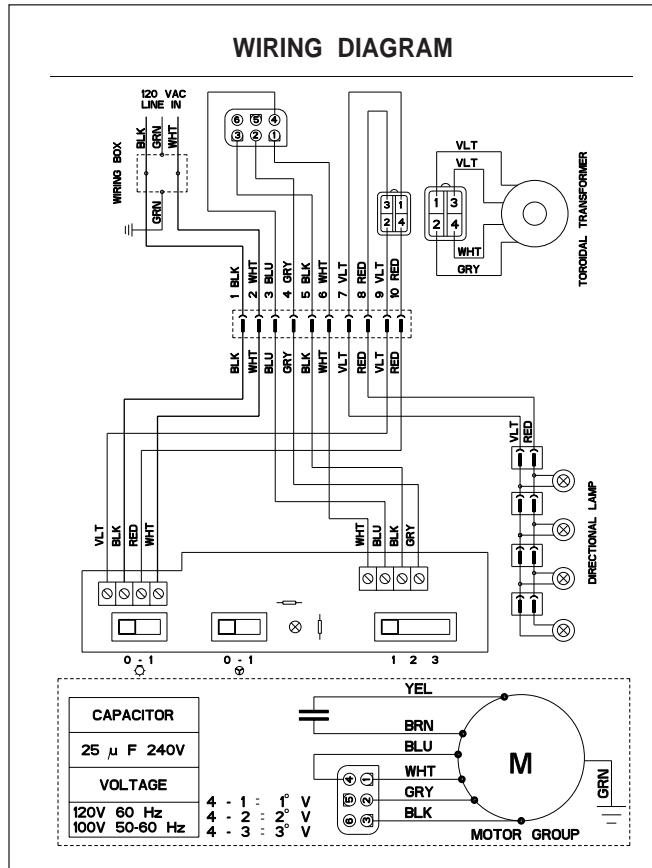 WIRING DIAGRAM
120 VAC
LINE IN
BLK
GRN
WHT
WIRING BOX
GRN
6 5 4
3 2 1
3 1
2 4
VLT
VLT
1 3
2 4
WHT
GRY
TOROIDAL TRANSFORMER
1 BLK
2 WHT
3 BLU
4 GRY
5 BLK
6 WHT
7 VLT
8 RED
9 VLT
10 RED
BLK
WHT
BLU
GRY
BLK
WHT
VLT
RED
VLT
RED
VLT
RED
DIRECTIONAL LAMP
VLT
BLK
RED
WHT
WHT
BLU
BLK
GRY
0 - 1
0 - 1
1 2 3
CAPACITOR
25 μ F 240V
VOLTAGE
120V 60 Hz
100V 50-60 Hz
4 - 1 = 1° V
4 - 2 = 2° V
4 - 3 = 3° V
YEL
BRN
BLU
WHT
GRY
BLK
4 1
5 2
6 3
M
GRN
MOTOR GROUP